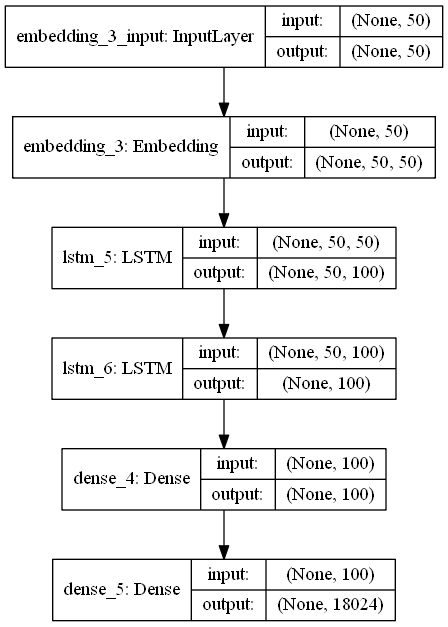 embedding_3_input: InputLayer input: (None, 50)
output: (None, 50)
embedding_3: Embedding input: (None, 50)
output: (None, 50, 50)
lstm_5: LSTM input: (None, 50, 50)
output: (None, 50, 100)
lstm_6: LSTM input: (None, 50, 100)
output: (None, 100)
dense_4: Dense input: (None, 100)
output: (None, 100)
dense_5: Dense input: (None, 100)
output: (None, 18024)